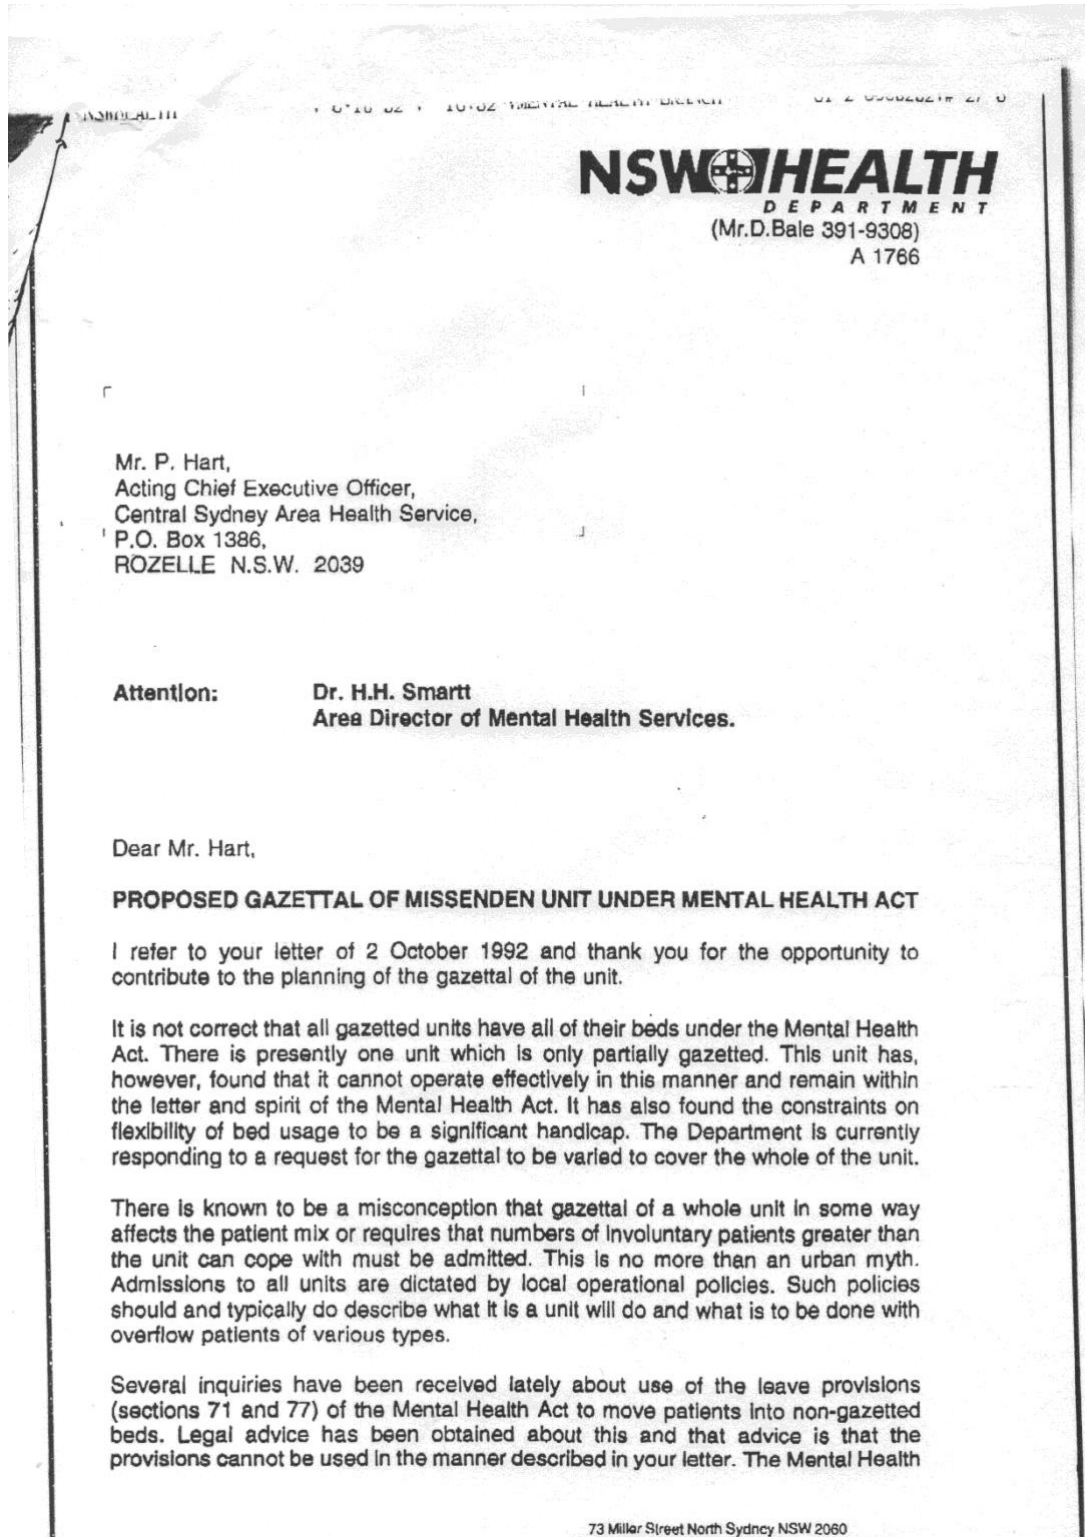 NSW HEALTH
DEPARTMENT
(Mr.D.Bale 391-9308)
A 1766
Mr. P. Hart,
Acting Chief Executive Officer,
Central Sydney Area Health Service,
P.O. Box 1386,
ROZELLE N.S.W. 2039
Attention: Dr. H.H. Smartt
Area Director of Mental Health Services.
Dear Mr. Hart,
PROPOSED GAZETTAL OF MISSENDEN UNIT UNDER MENTAL HEALTH ACT
I refer to your letter of 2 October 1992 and thank you for the opportunity to
contribute to the planning of the gazettal of the unit.
It is not correct that all gazetted units have all of their beds under the Mental Health
Act. There is presently one unit which is only partially gazetted. This unit has,
however, found that it cannot operate effectively in this manner and remain within
the letter and spirit of the Mental Health Act. It has also found the constraints on
flexibility of bed usage to be a significant handicap. The Department is currently
responding to a request for the gazettal to be varied to cover the whole of the unit.
There is known to be a misconception that gazettal of a whole unit in some way
affects the patient mix or requires that numbers of involuntary patients greater than
the unit can cope with must be admitted. This is no more than an urban myth.
Admissions to all units are dictated by local operational policies. Such policies
should and typically do describe what it is a unit will do and what is to be done with
overflow patients of various types.
Several inquiries have been received lately about use of the leave provisions
(sections 71 and 77) of the Mental Health Act to move patients into non-gazetted
beds. Legal advice has been obtained about this and that advice is that the
provisions cannot be used in the manner described in your letter. The Mental Health
73 Miller Street North Sydney NSW 2060